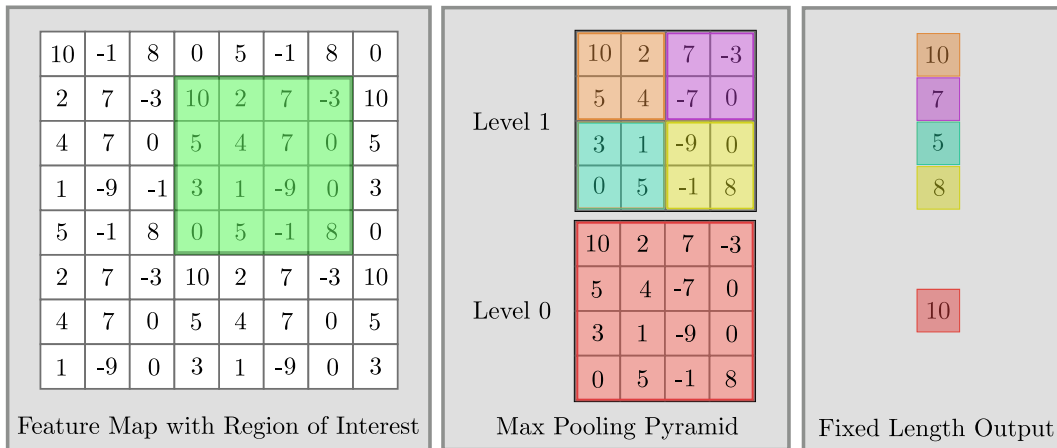 10 -1 8 0 5 -1 8 0
2 7 -3 10 2 7 -3 10
4 7 0 5 4 7 0 5
1 -9 -1 3 1 -9 0 3
5 -1 8 0 5 -1 8 0
2 7 -3 10 2 7 -3 10
4 7 0 5 4 7 0 5
1 -9 0 3 1 -9 0 3
Feature Map with Region of Interest
Level 1
10 2 7 -3
5 4 -7 0
3 1 -9 0
0 5 -1 8
Level 0
10 2 7 -3
5 4 -7 0
3 1 -9 0
0 5 -1 8
Max Pooling Pyramid
10
7
5
8
10
Fixed Length Output